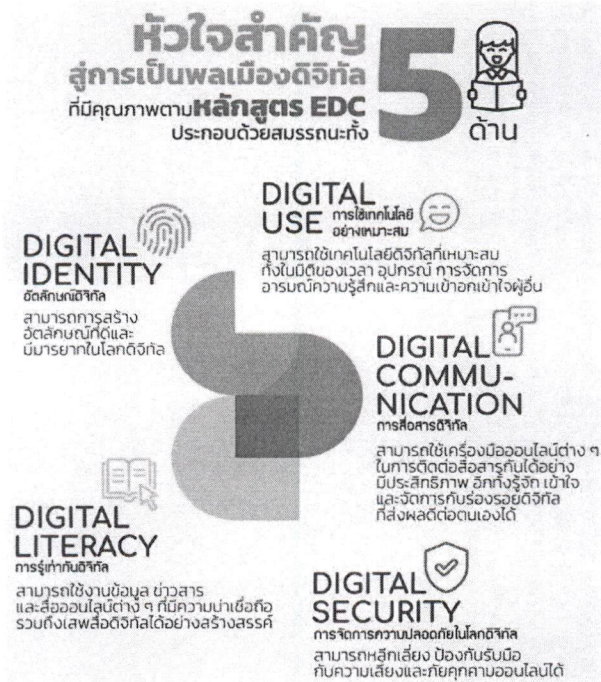 หัวใจสำคัญ
สู่การเป็นพลเมืองดิจิทัล
ที่มีคุณภาพตามหลักสูตร EDC
ประกอบด้วยสมรรถนะทั้ง
5
ด้าน
DIGITAL
USE
การใช้เทคโนโลยี
อย่างเหมาะสม
สามารถใช้เทคโนโลยีดิจิทัลที่เหมาะสม
ทั้งในมิติของเวลา อุปกรณ์ การจัดการ
อารมณ์ความรู้สึกและความเข้าอกเข้าใจผู้อื่น
DIGITAL
IDENTITY
อัตลักษณ์ดิจิทัล
สามารถการสร้าง
อัตลักษณ์ที่ดีและ
มีมารยาทในโลกดิจิทัล
DIGITAL
COMMU-
NICATION
การสื่อสารดิจิทัล
สามารถใช้เครื่องมือออนไลน์ต่าง ๆ
ในการติดต่อสื่อสารกันได้อย่าง
มีประสิทธิภาพ อีกทั้งรู้จัก เข้าใจ
และจัดการกับร่องรอยดิจิทัล
ที่ส่งผลดีต่อตนเองได้
DIGITAL
LITERACY
การรู้เท่าทันดิจิทัล
สามารถใช้งานข้อมูล ข่าวสาร
และสื่อออนไลน์ต่าง ๆ ที่มีความน่าเชื่อถือ
รวมถึงเสพสื่อดิจิทัลได้อย่างสร้างสรรค์
DIGITAL
SECURITY
การจัดการความปลอดภัยในโลกดิจิทัล
สามารถหลีกเลี่ยง ป้องกันรับมือ
กับความเสี่ยงและภัยคุกคามออนไลน์ได้